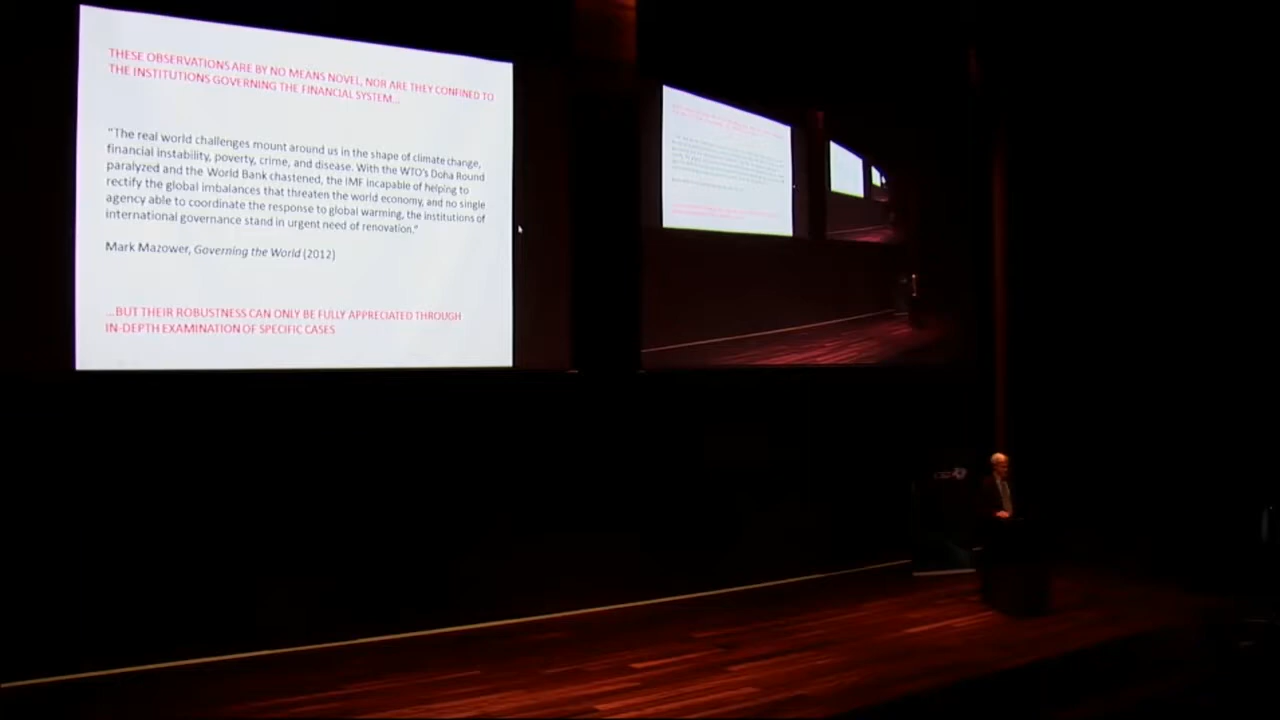 THESE OBSERVATIONS ARE BY NO MEANS NOVEL, NOR ARE THEY CONFINED TO
THE INSTITUTIONS GOVERNING THE FINANCIAL SYSTEM...
"The real world challenges mount around us in the shape of climate change,
financial instability, poverty, crime, and disease. With the WTO's Doha Round
paralyzed and the World Bank chastened, the IMF incapable of helping to
rectify the global imbalances that threaten the world economy, and no single
agency able to coordinate the response to global warming, the institutions of
international governance stand in urgent need of renovation."
Mark Mazower, Governing the World (2012)
...BUT THEIR ROBUSTNESS CAN ONLY BE FULLY APPRECIATED THROUGH
IN-DEPTH EXAMINATION OF SPECIFIC CASES